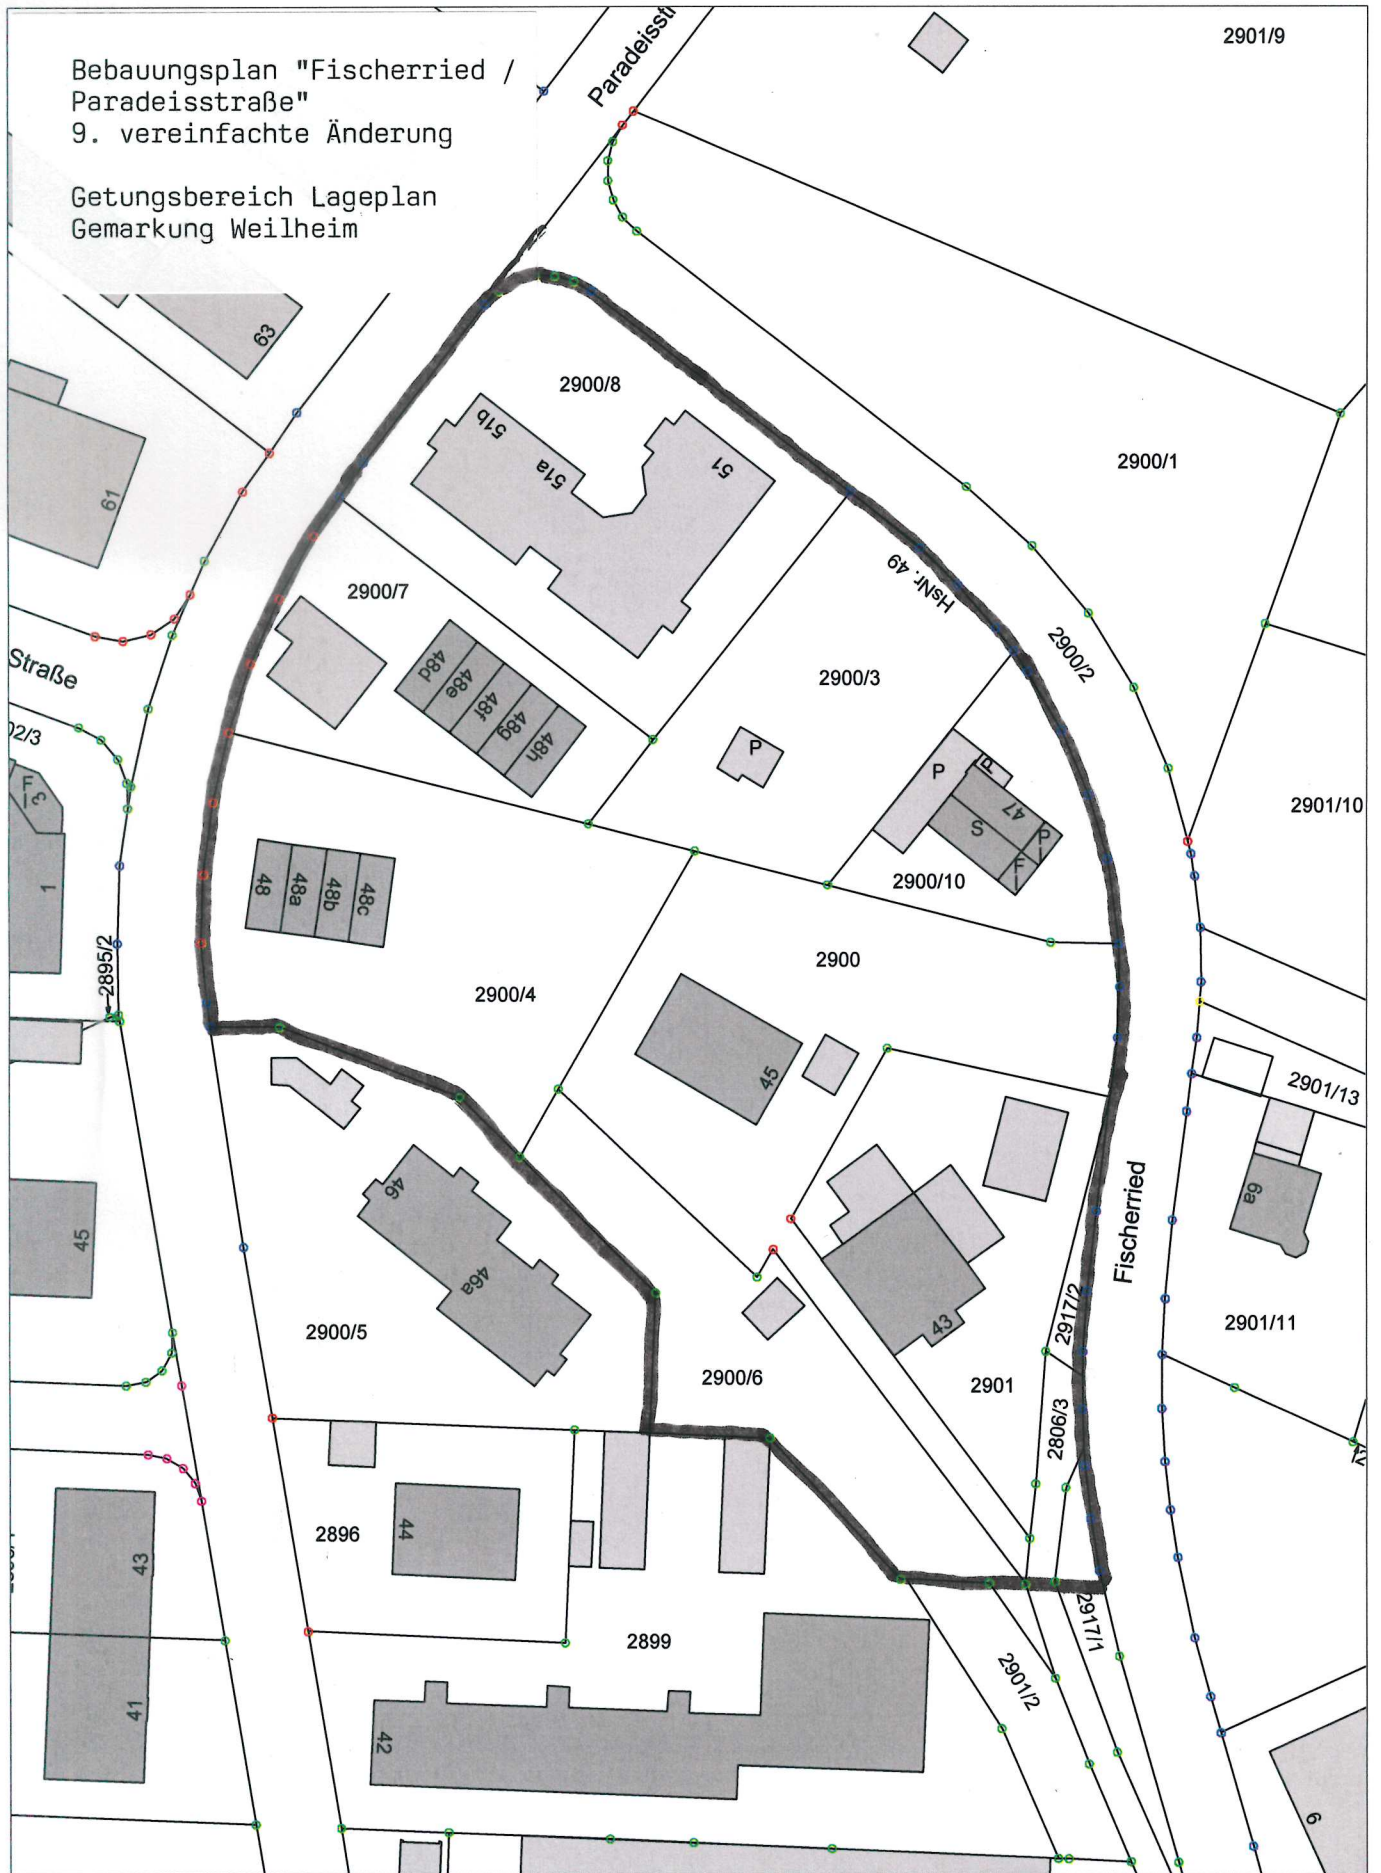 Bebauungsplan "Fischerried /
Paradeisstraße"
9. vereinfachte Änderung
Getungsbereich Lageplan
Gemarkung Weilheim
Paradeisstr
2901/9
63
2900/8
51b
51a
51
61
2900/1
HsNr. 49
2900/7
2900/2
48d
48e
48f
48g
48h
2900/3
Straße
02/3
P
P
P
47
S
P
F
2901/10
F
3
1
48
48a
48b
48c
2900/10
2895/2
2900
2900/4
45
2901/13
6a
46
46a
45
Fischerried
2917/2
43
2901/11
2900/5
2900/6
2901
2806/3
2896
44
43
41
2899
2917/1
2901/2
42
6